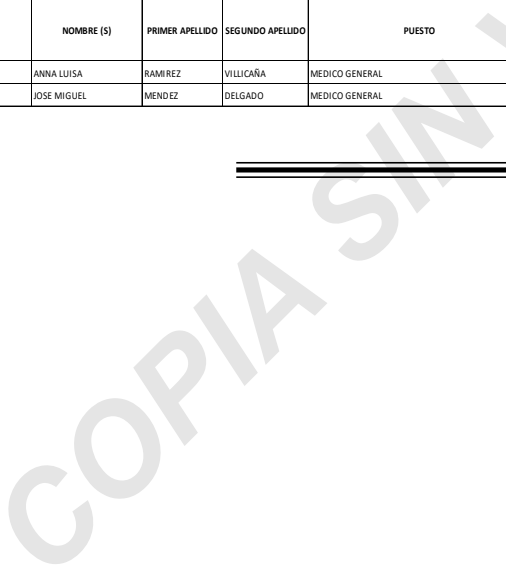 NOMBRE (S) PRIMER APELLIDO SEGUNDO APELLIDO PUESTO
ANNA LUISA RAMIREZ VILLICAÑA MEDICO GENERAL
JOSE MIGUEL MENDEZ DELGADO MEDICO GENERAL
COPIA SIN